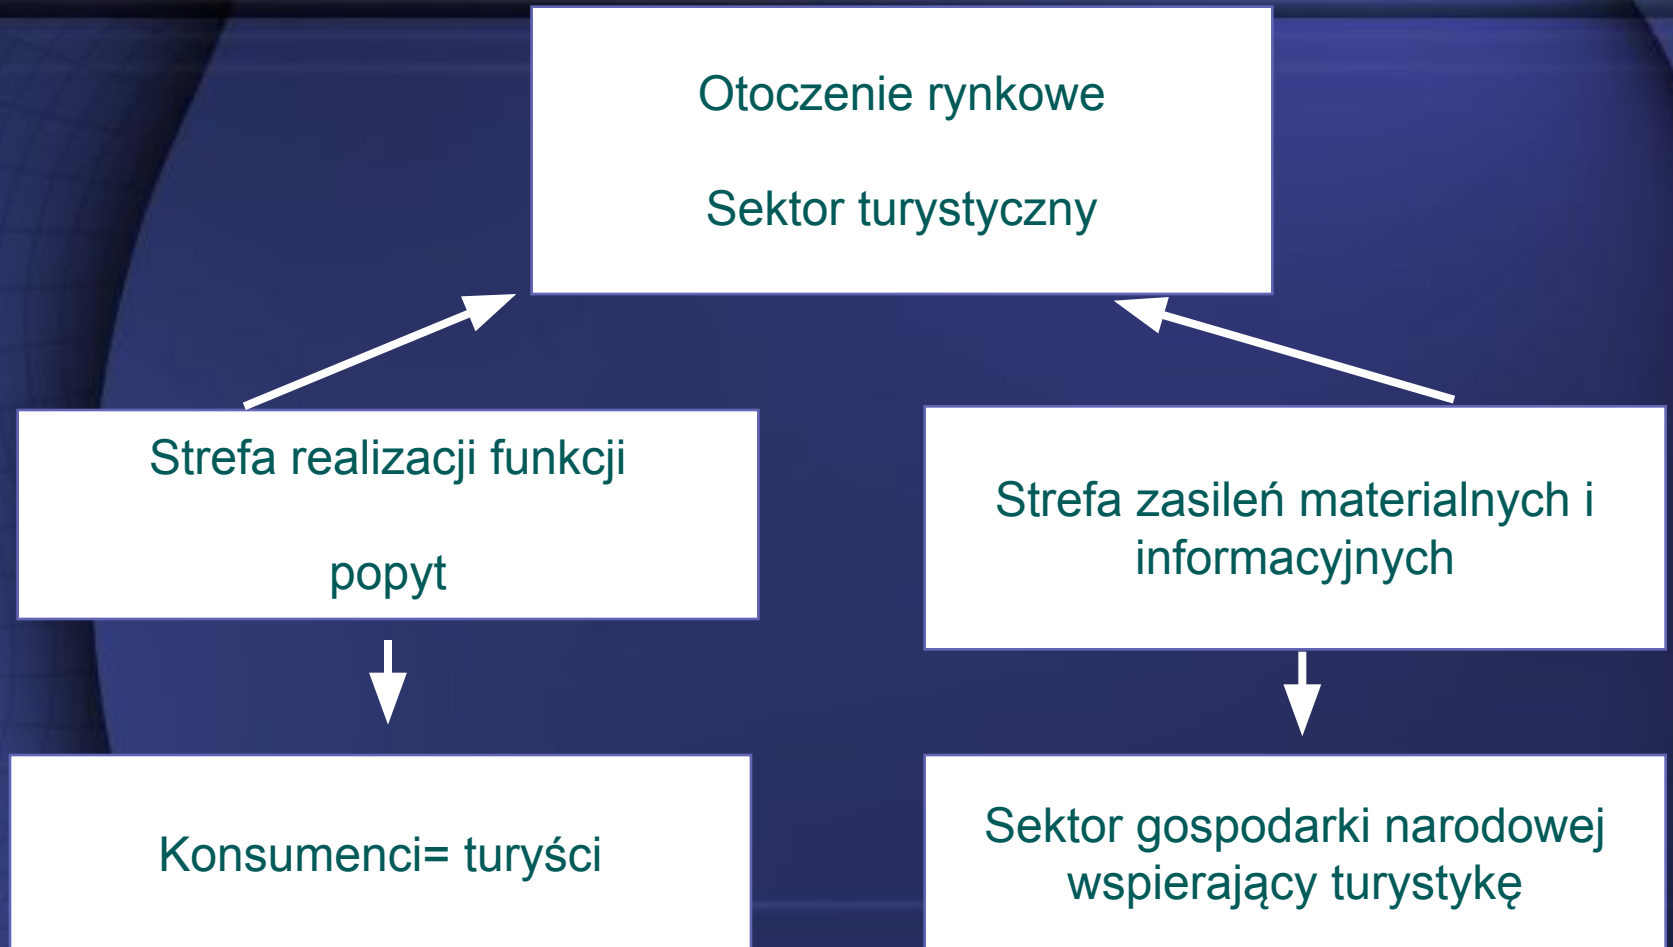 Otoczenie rynkowe
Sektor turystyczny
Strefa realizacji funkcji
popyt
Strefa zasileń materialnych i
informacyjnych
Konsumenci= turyści
Sektor gospodarki narodowej
wspierający turystykę